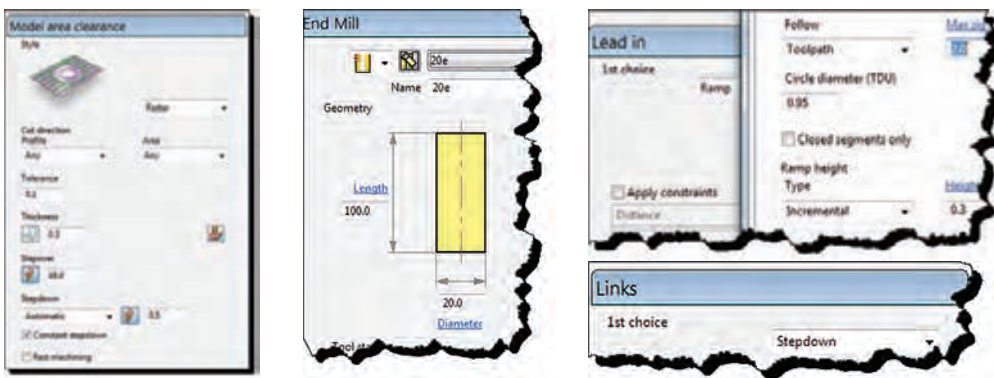 Model area clearance
Style
Raster
Cut direction
Profile
Area
Any
Any
Tolerance
0.1
Thickness
0.3
Stepover
10.0
Stepdown
Automatic
0.5
Constant stepdown
Rest machining
End Mill
20e
Name 20e
Geometry
Length
100.0
20.0
Diameter
Lead in
1st choice
Ramp
Apply constraints
Distance
Follow
Toolpath
Circle diameter (TDU)
0.95
Closed segments only
Ramp height
Type
Incremental
0.3
Links
1st choice
Stepdown